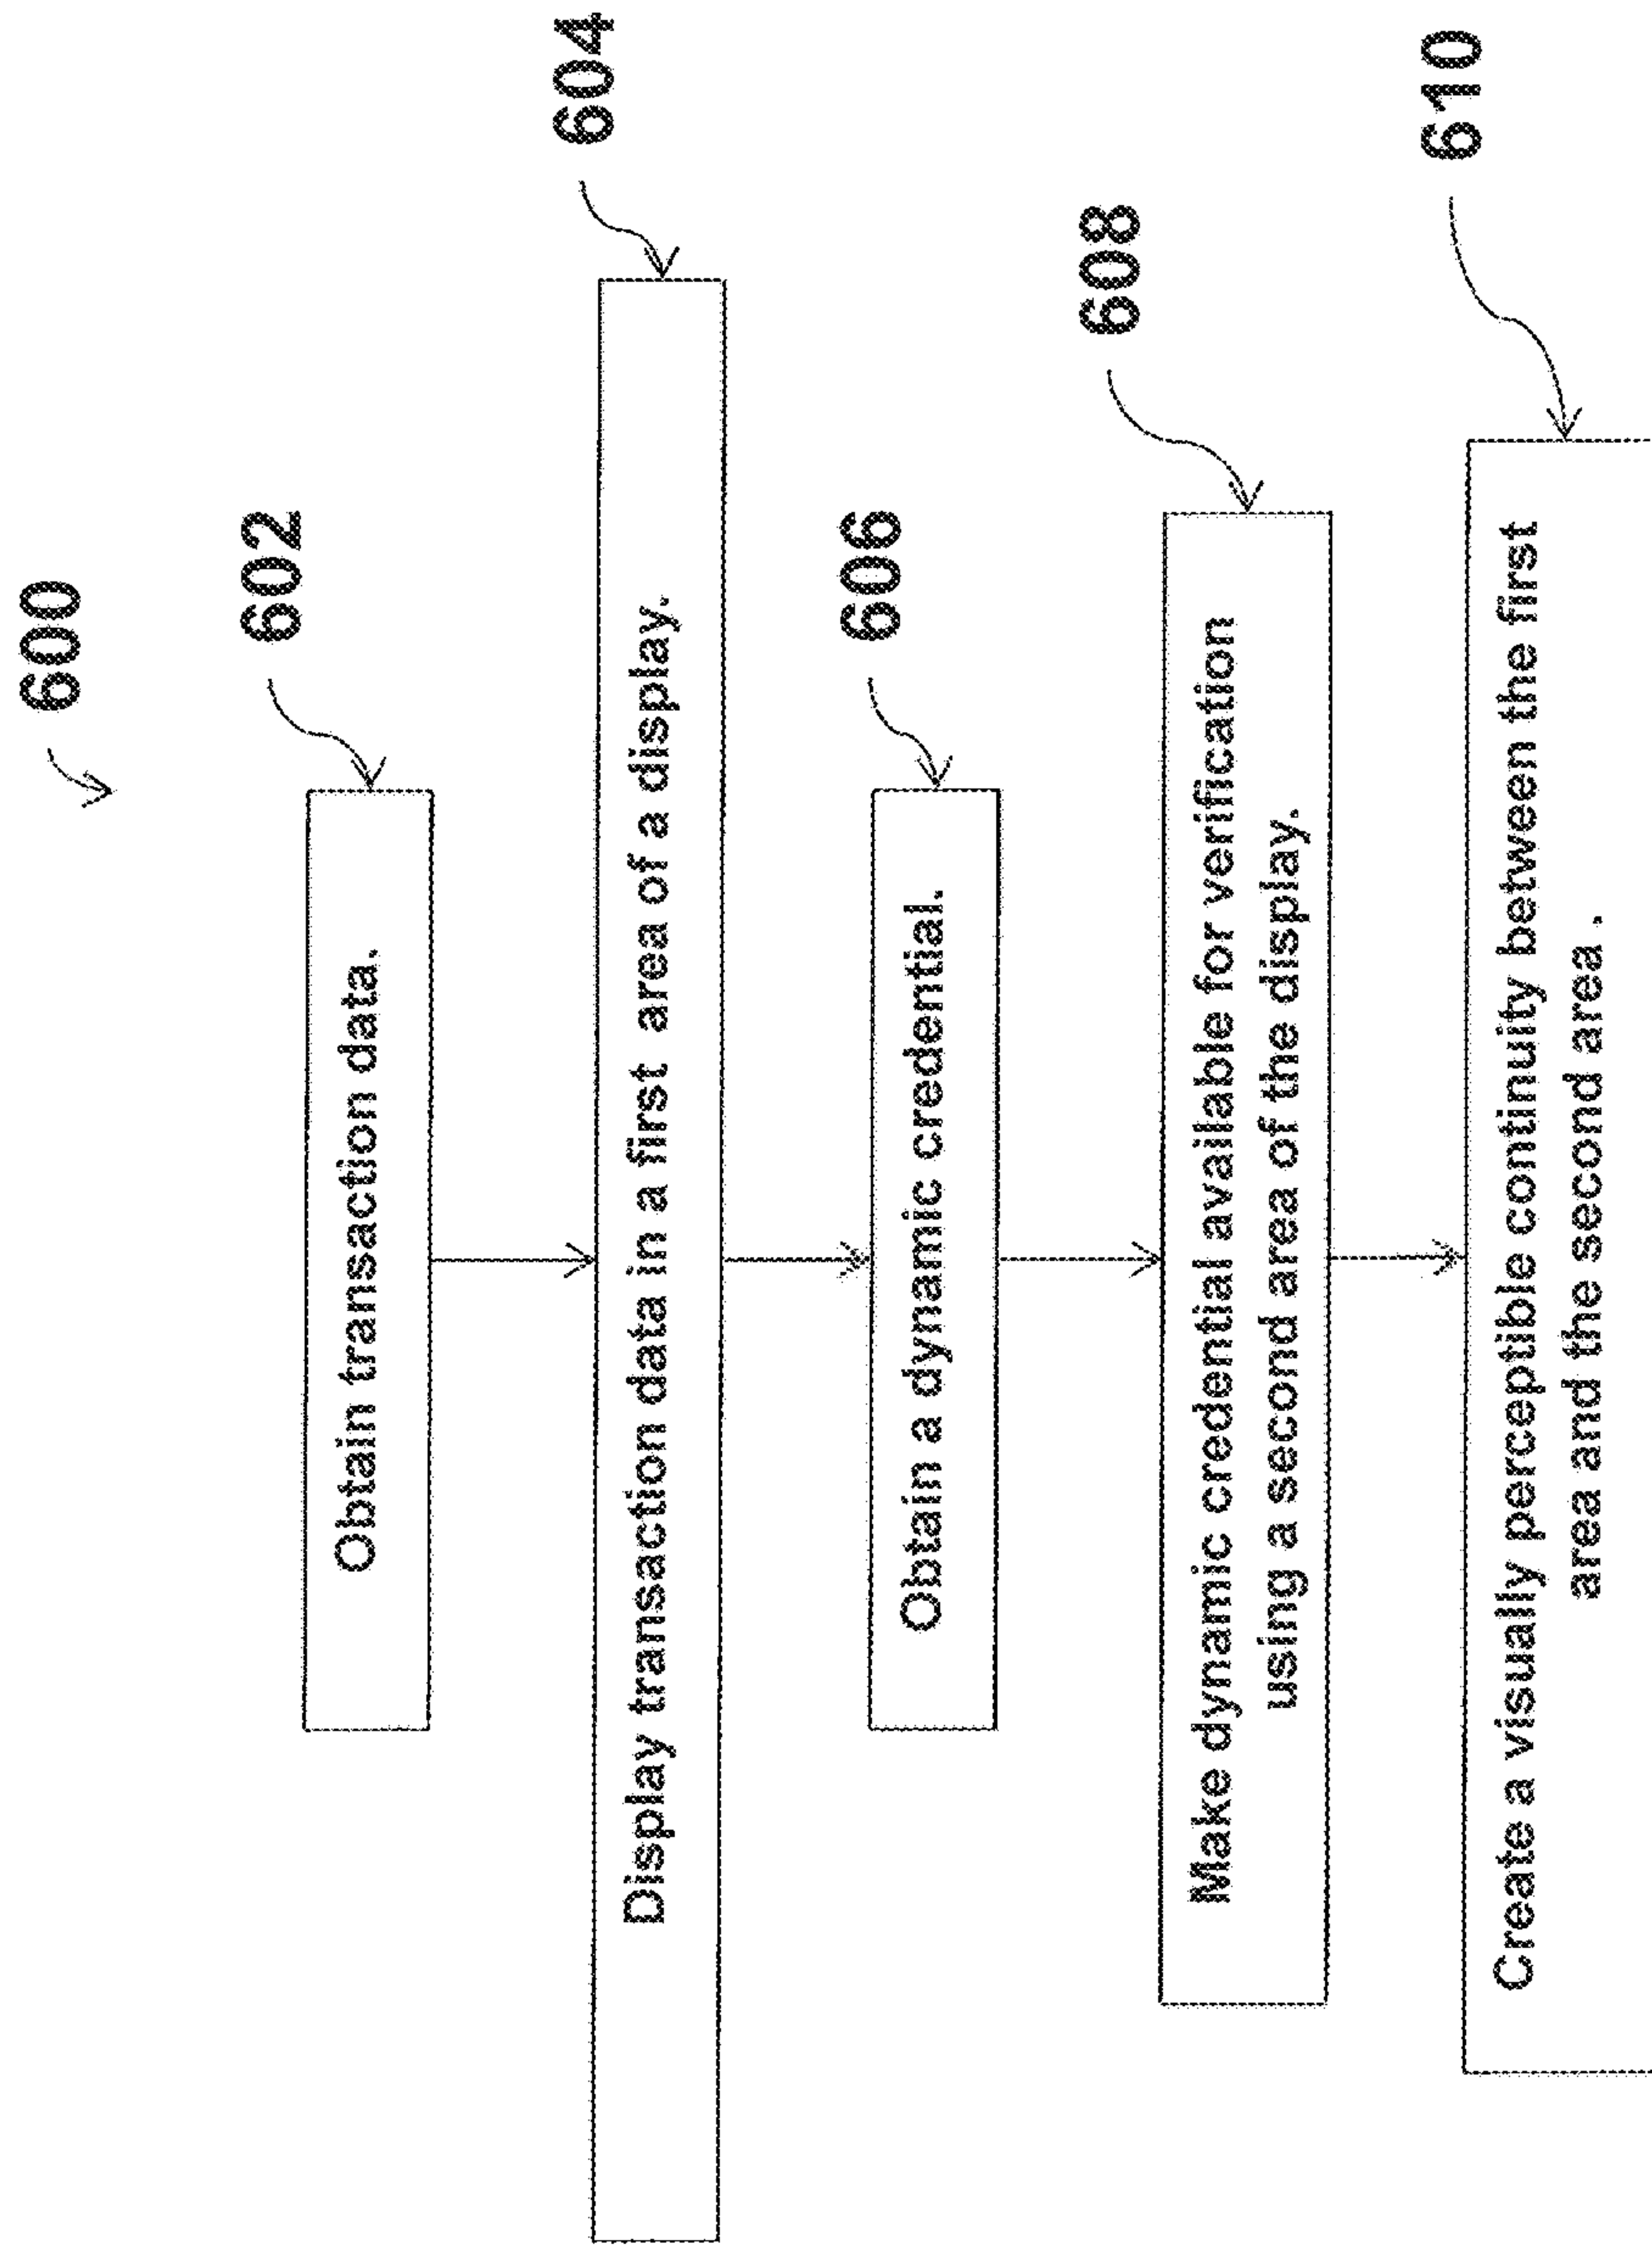 600
602
Obtain transaction data.
604
Display transaction data in a first area of a display.
606
Obtain a dynamic credential.
608
Make dynamic credential available for verification
using a second area of the display.
610
Create a visually perceptible continuity between the first
area and the second area .